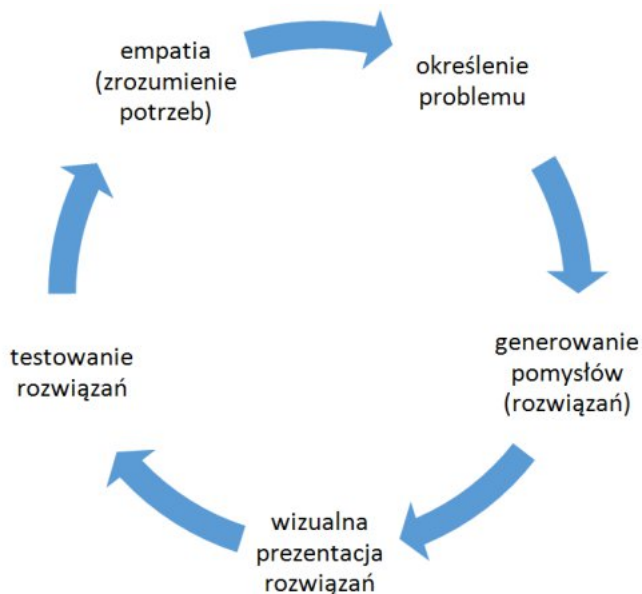 empatia
(zrozumienie
potrzeb)
określenie
problemu
generowanie
pomysłów
(rozwiązań)
wizualna
prezentacja
rozwiązań
testowanie
rozwiązań